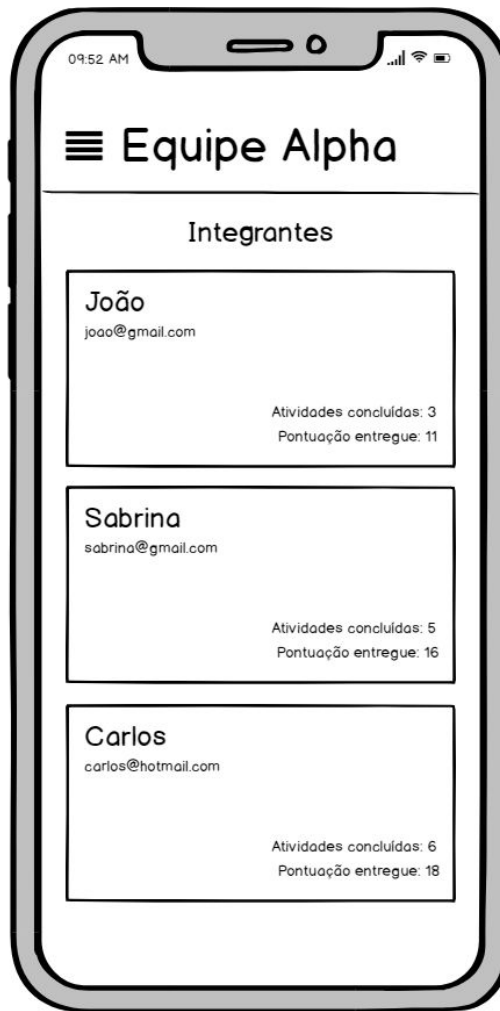 09:52 AM
Equipe Alpha
Integrantes
João
joao@gmail.com
Atividades concluídas: 3
Pontuação entregue: 11
Sabrina
sabrina@gmail.com
Atividades concluídas: 5
Pontuação entregue: 16
Carlos
carlos@hotmail.com
Atividades concluídas: 6
Pontuação entregue: 18